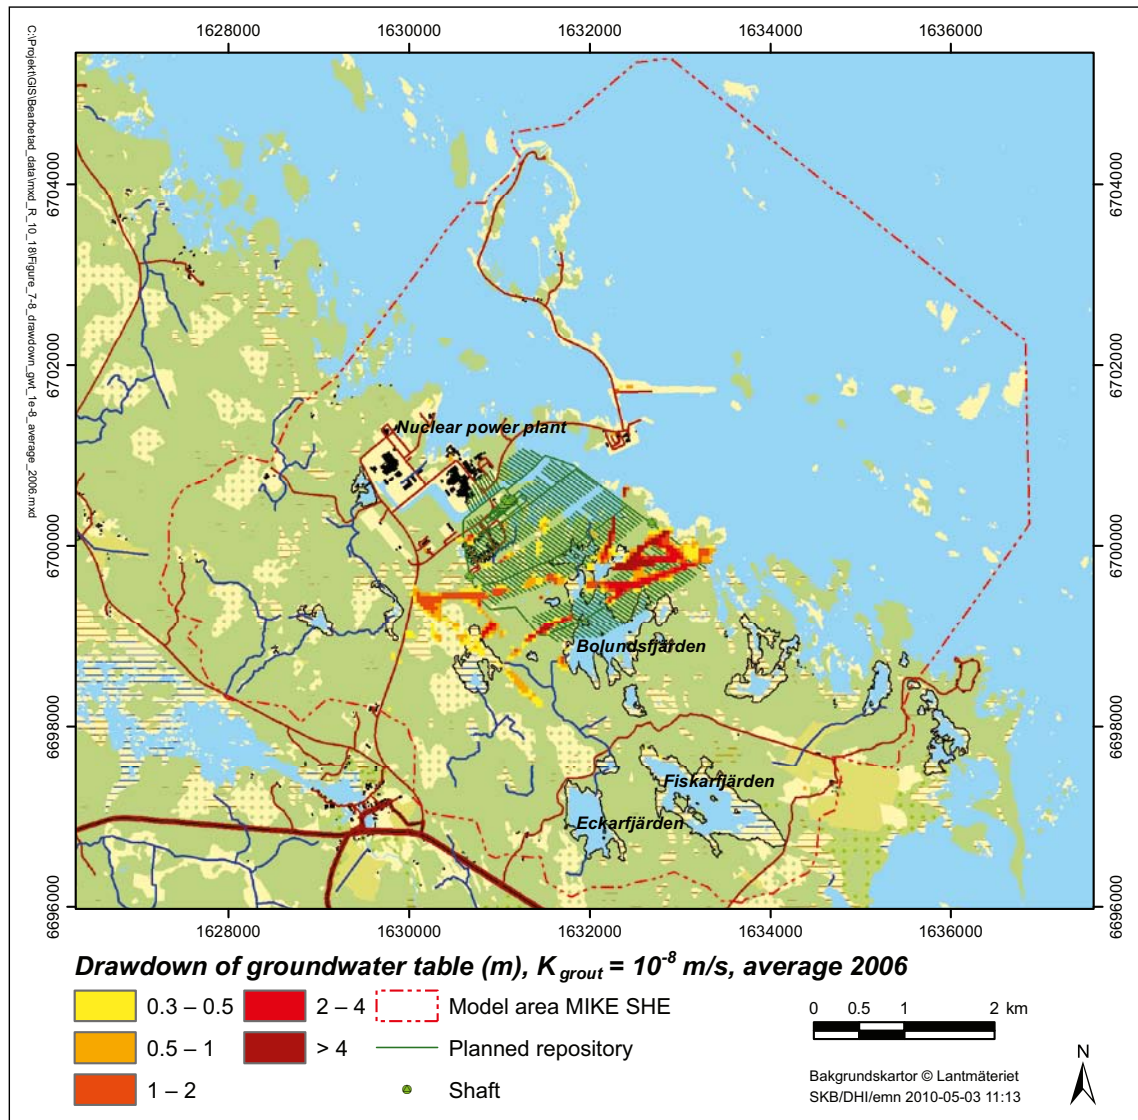 1628000 1630000 1632000 1634000 1636000
C:\Projekt\GIS\Bearbetad_data\mxd_R_10_18\Figure_7-8_drawdown_gwt_1e-8_average_2006.mxd
6704000 6704000
6702000 6702000
Nuclear power plant
6700000 6700000
Bolundsfjärden
6698000 6698000
Fiskarfjärden
Eckarfjärden
6696000 6696000
1628000 1630000 1632000 1634000 1636000
Drawdown of groundwater table (m), K grout = 10⁻⁸ m/s, average 2006
0.3 – 0.5 2 – 4 Model area MIKE SHE
0.5 – 1 > 4 Planned repository
1 – 2 Shaft
0 0.5 1 2 km
N
Bakgrundskartor © Lantmäteriet
SKB/DHI/emn 2010-05-03 11:13